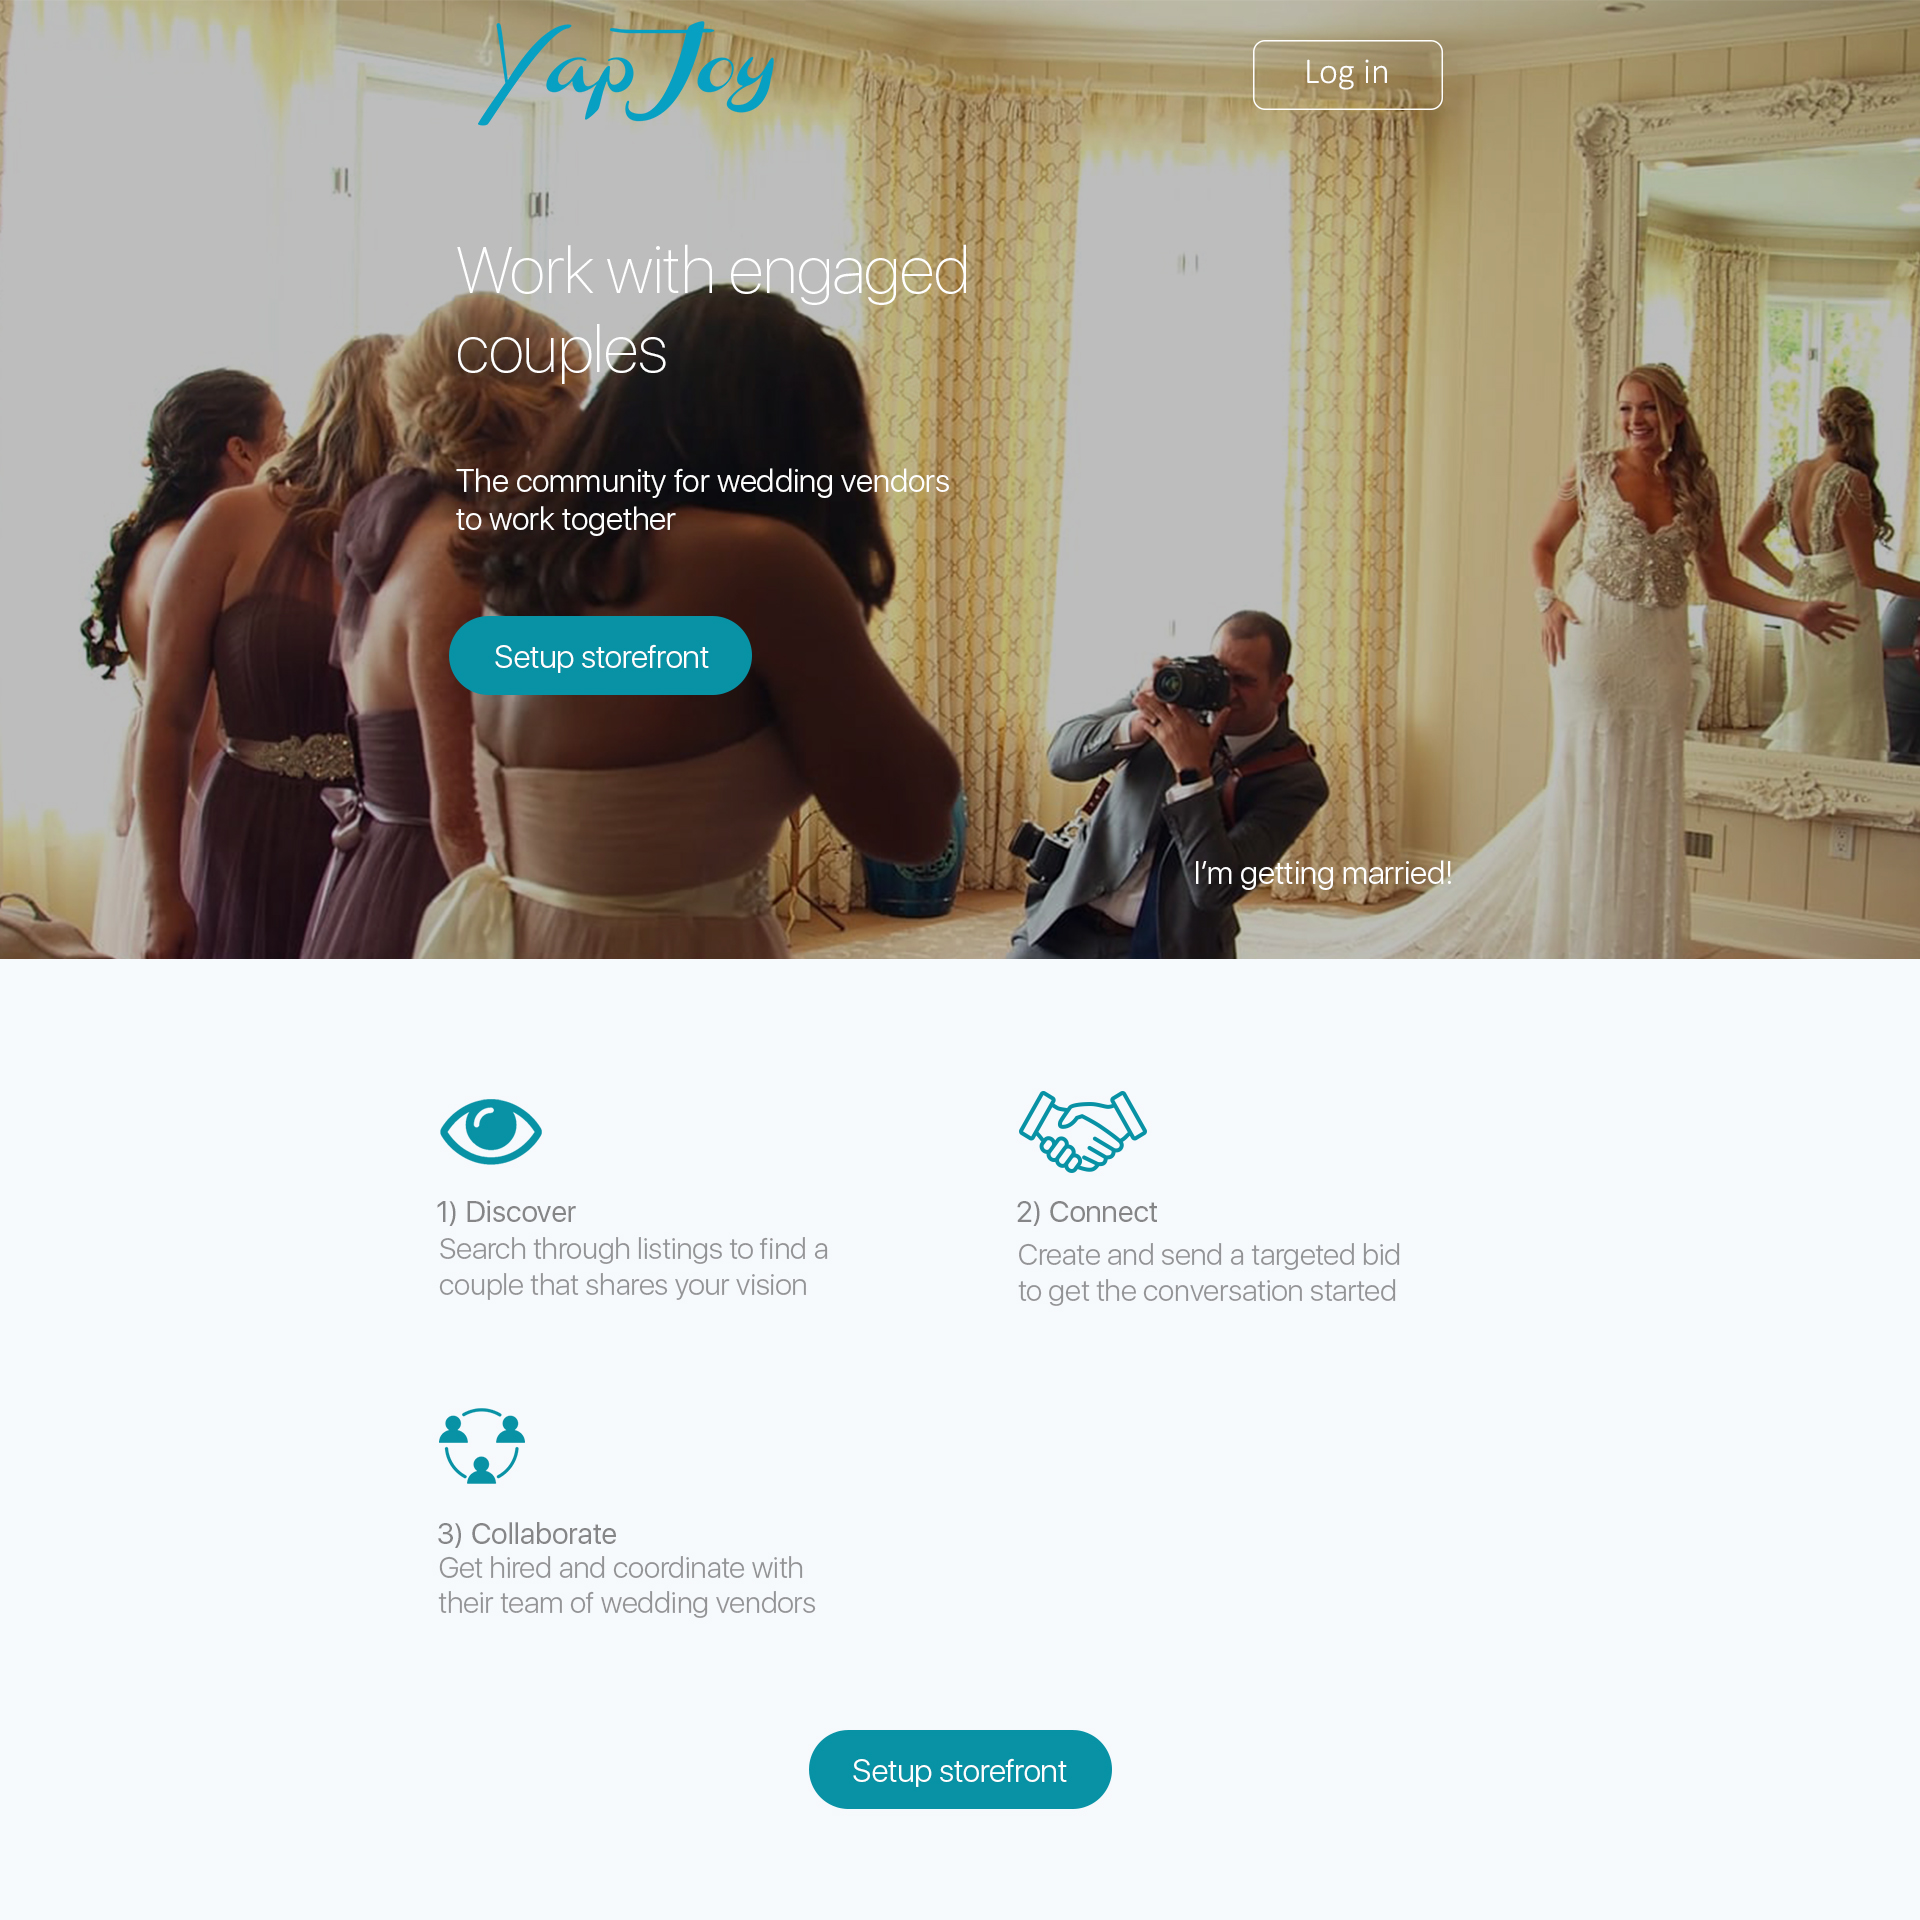 YapJoy
Log in
Work with engaged
couples
The community for wedding vendors
to work together
Setup storefront
I'm getting married!
1) Discover
Search through listings to find a
couple that shares your vision
2) Connect
Create and send a targeted bid
to get the conversation started
3) Collaborate
Get hired and coordinate with
their team of wedding vendors
Setup storefront